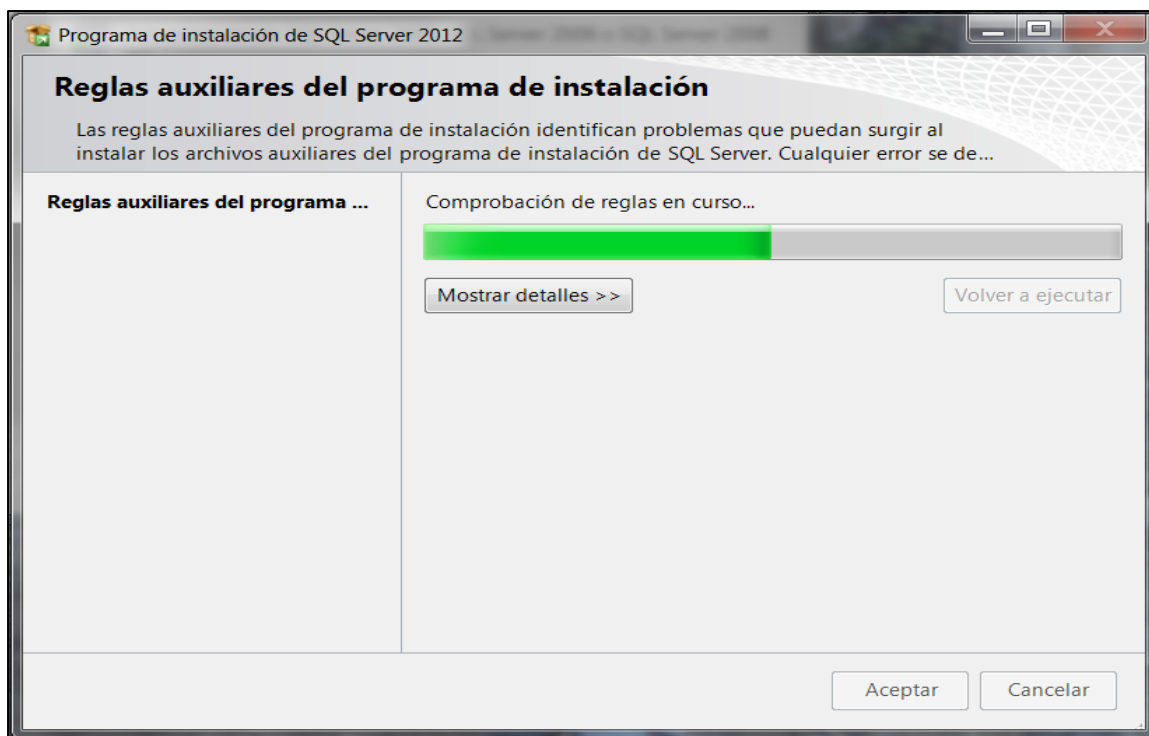 Programa de instalación de SQL Server 2012
Reglas auxiliares del programa de instalación
Las reglas auxiliares del programa de instalación identifican problemas que puedan surgir al
instalar los archivos auxiliares del programa de instalación de SQL Server. Cualquier error se de...
Reglas auxiliares del programa ...
Comprobación de reglas en curso...
Mostrar detalles >>
Volver a ejecutar
Aceptar
Cancelar